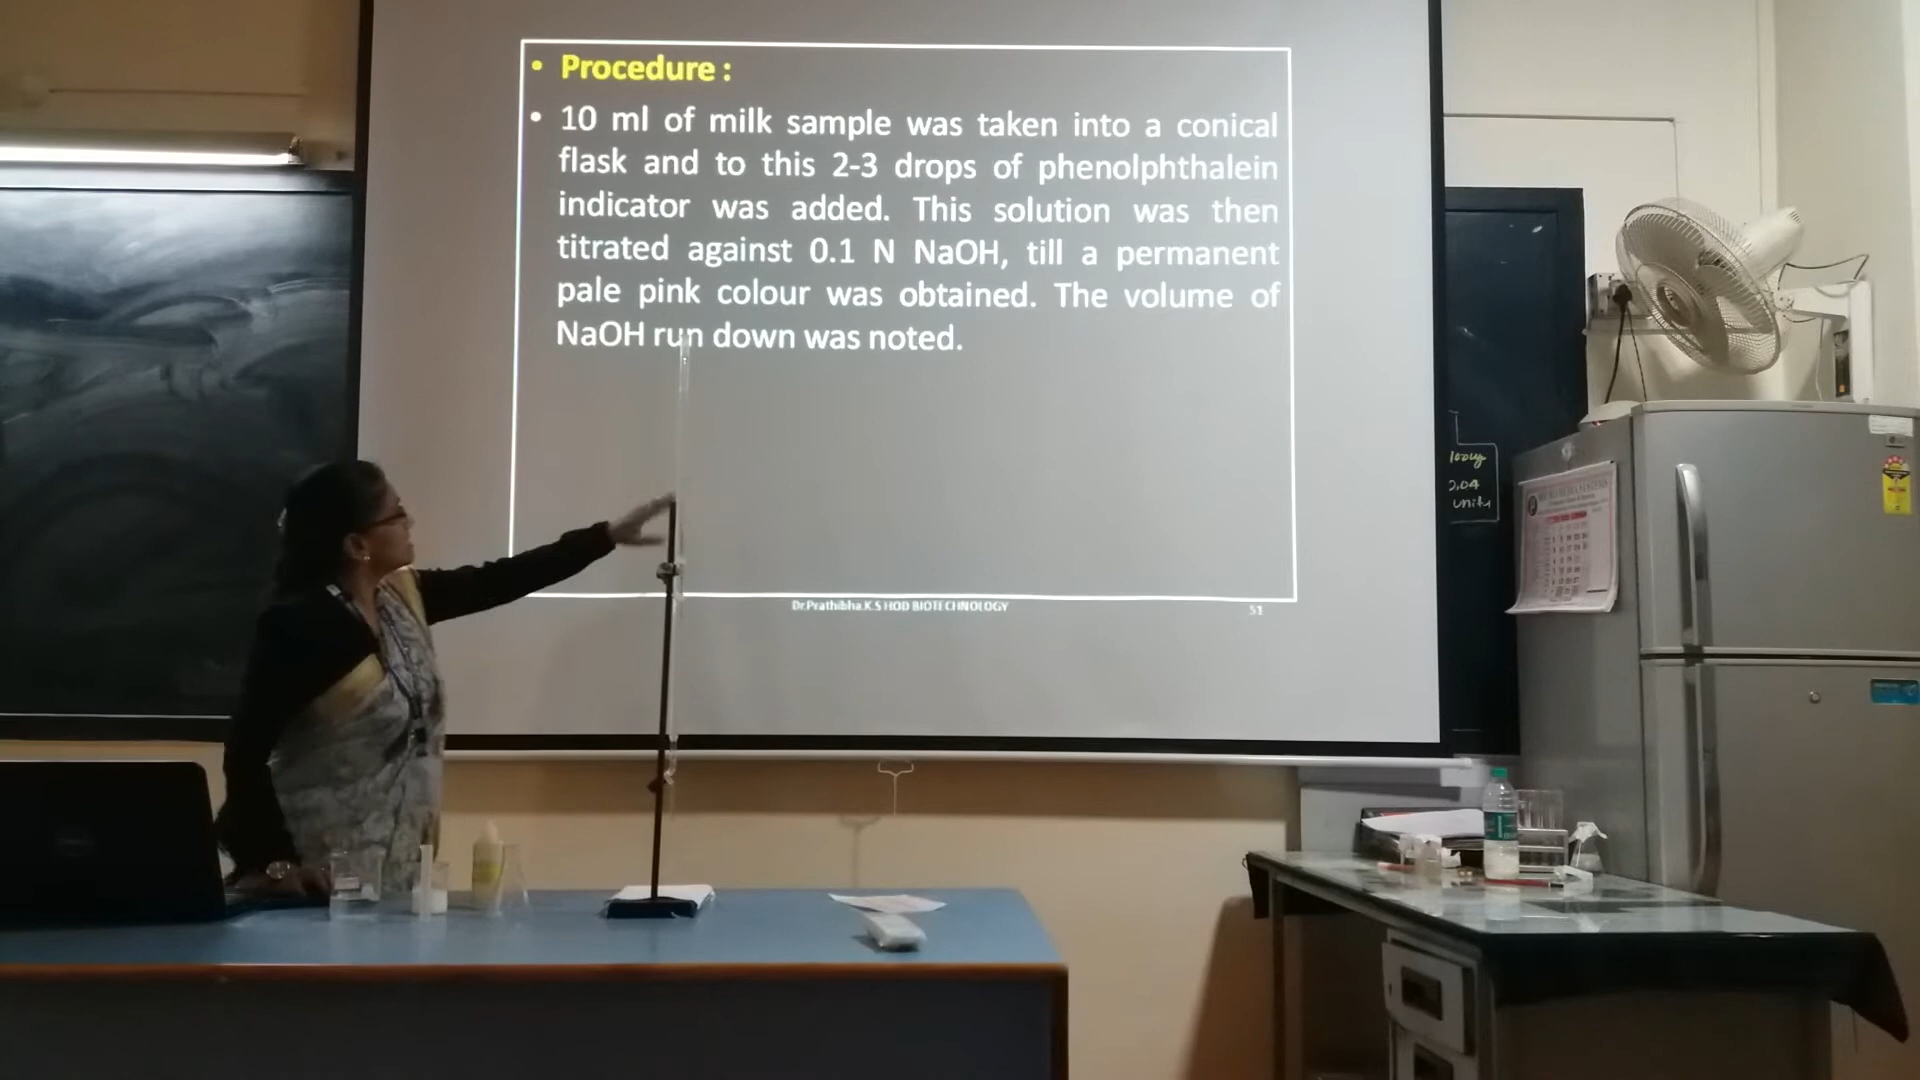 • Procedure :
• 10 ml of milk sample was taken into a conical
flask and to this 2-3 drops of phenolphthalein
indicator was added. This solution was then
titrated against 0.1 N NaOH, till a permanent
pale pink colour was obtained. The volume of
NaOH run down was noted.
Dr.Prathibha.K.S HOD BIOTECHNOLOGY
51
100ug
2.04
units